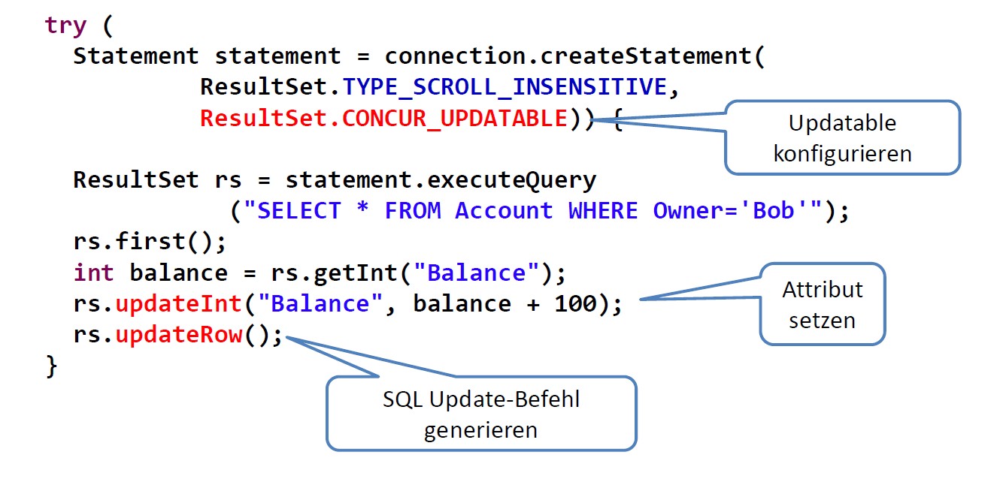 try (
Statement statement = connection.createStatement(
ResultSet.TYPE_SCROLL_INSENSITIVE,
ResultSet.CONCUR_UPDATABLE)) {
Updatable
konfigurieren
ResultSet rs = statement.executeQuery
("SELECT * FROM Account WHERE Owner='Bob'");
rs.first();
int balance = rs.getInt("Balance");
rs.updateInt("Balance", balance + 100);
Attribut
setzen
rs.updateRow();
}
SQL Update-Befehl
generieren